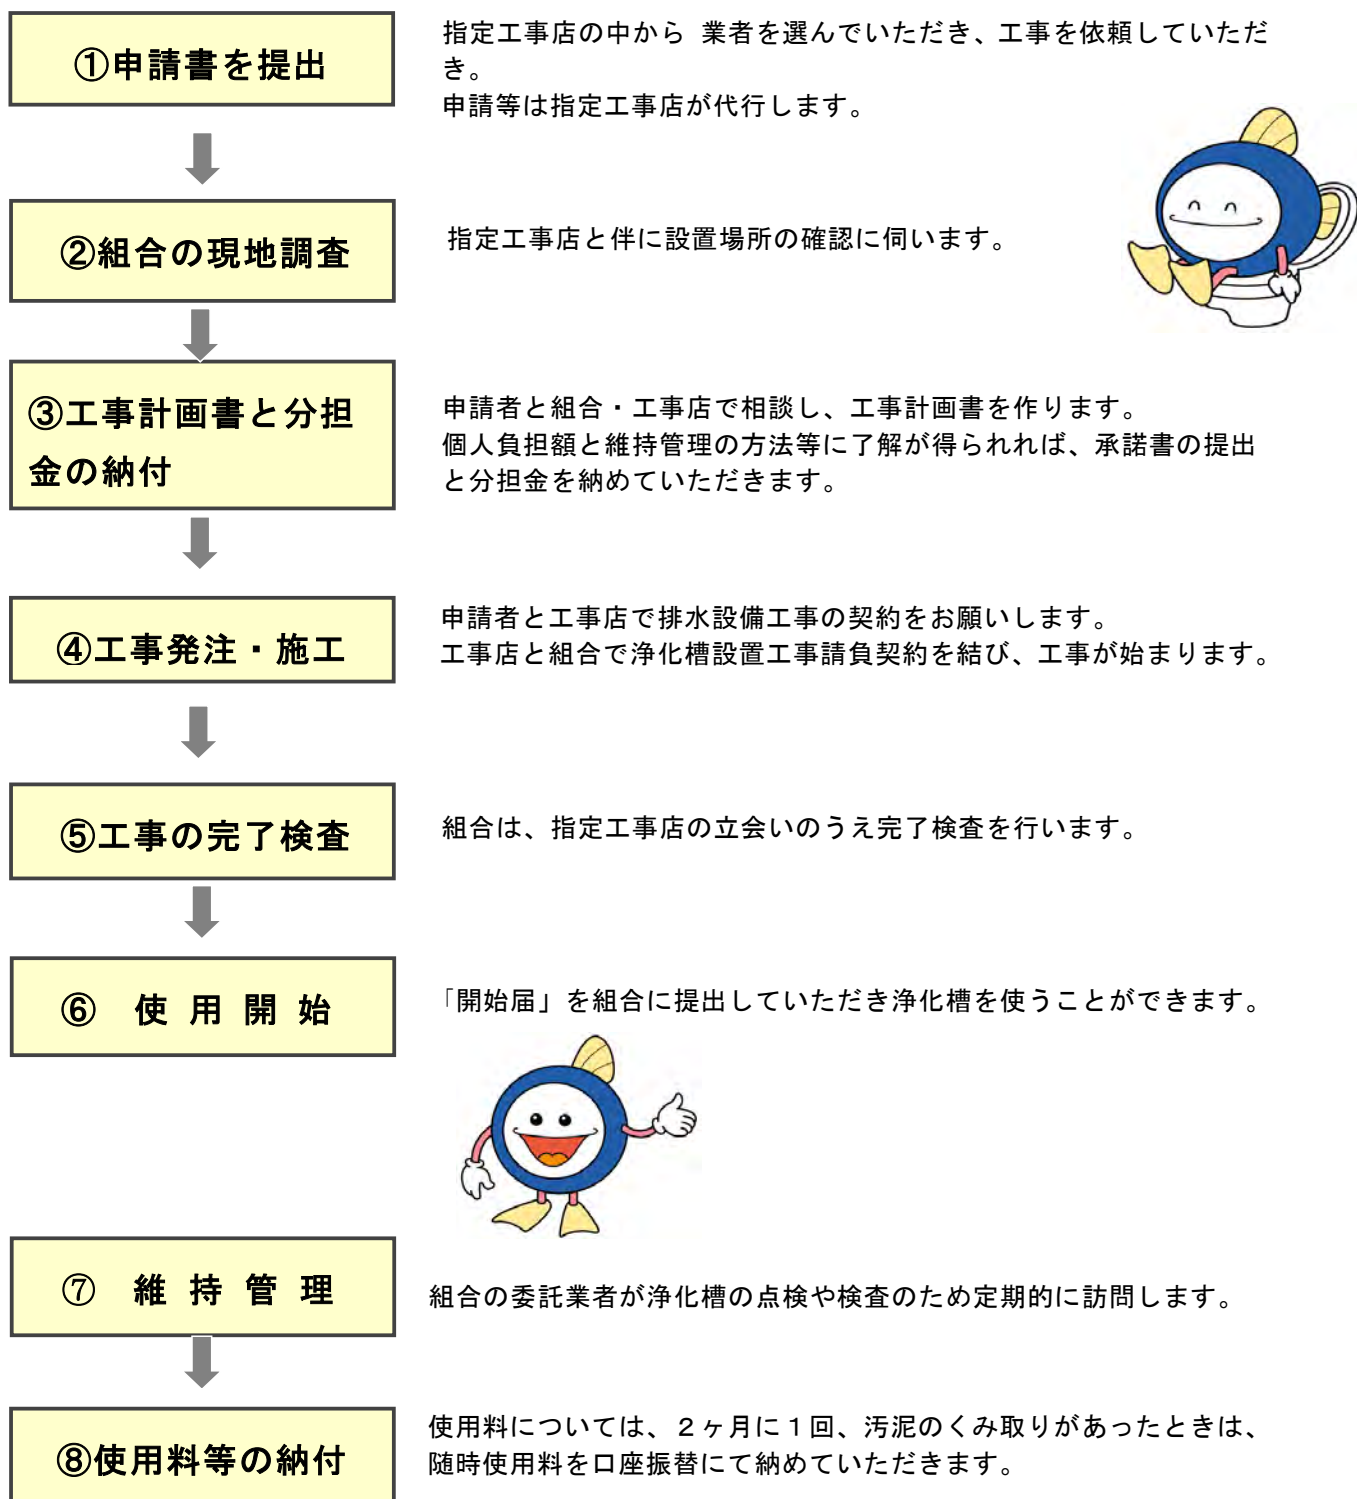 ①申請書を提出
指定工事店の中から 業者を選んでいただき、工事を依頼していただ
き。
申請等は指定工事店が代行します。
②組合の現地調査
指定工事店と伴に設置場所の確認に伺います。
③工事計画書と分担
金の納付
申請者と組合・工事店で相談し、工事計画書を作ります。
個人負担額と維持管理の方法等に了解が得られれば、承諾書の提出
と分担金を納めていただきます。
④工事発注・施工
申請者と工事店で排水設備工事の契約をお願いします。
工事店と組合で浄化槽設置工事請負契約を結び、工事が始まります。
⑤工事の完了検査
組合は、指定工事店の立会いのうえ完了検査を行います。
⑥ 使 用 開 始
「開始届」を組合に提出していただき浄化槽を使うことができます。
⑦ 維 持 管 理
組合の委託業者が浄化槽の点検や検査のため定期的に訪問します。
⑧使用料等の納付
使用料については、２ヶ月に１回、汚泥のくみ取りがあったときは、
随時使用料を口座振替にて納めていただきます。